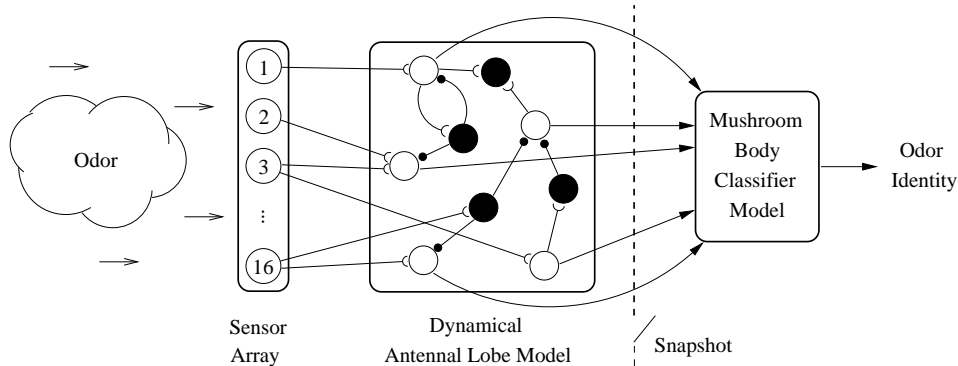 Odor
1
2
3
...
16
Sensor
Array
Dynamical
Antennal Lobe Model
Snapshot
Mushroom
Body
Classifier
Model
Odor
Identity